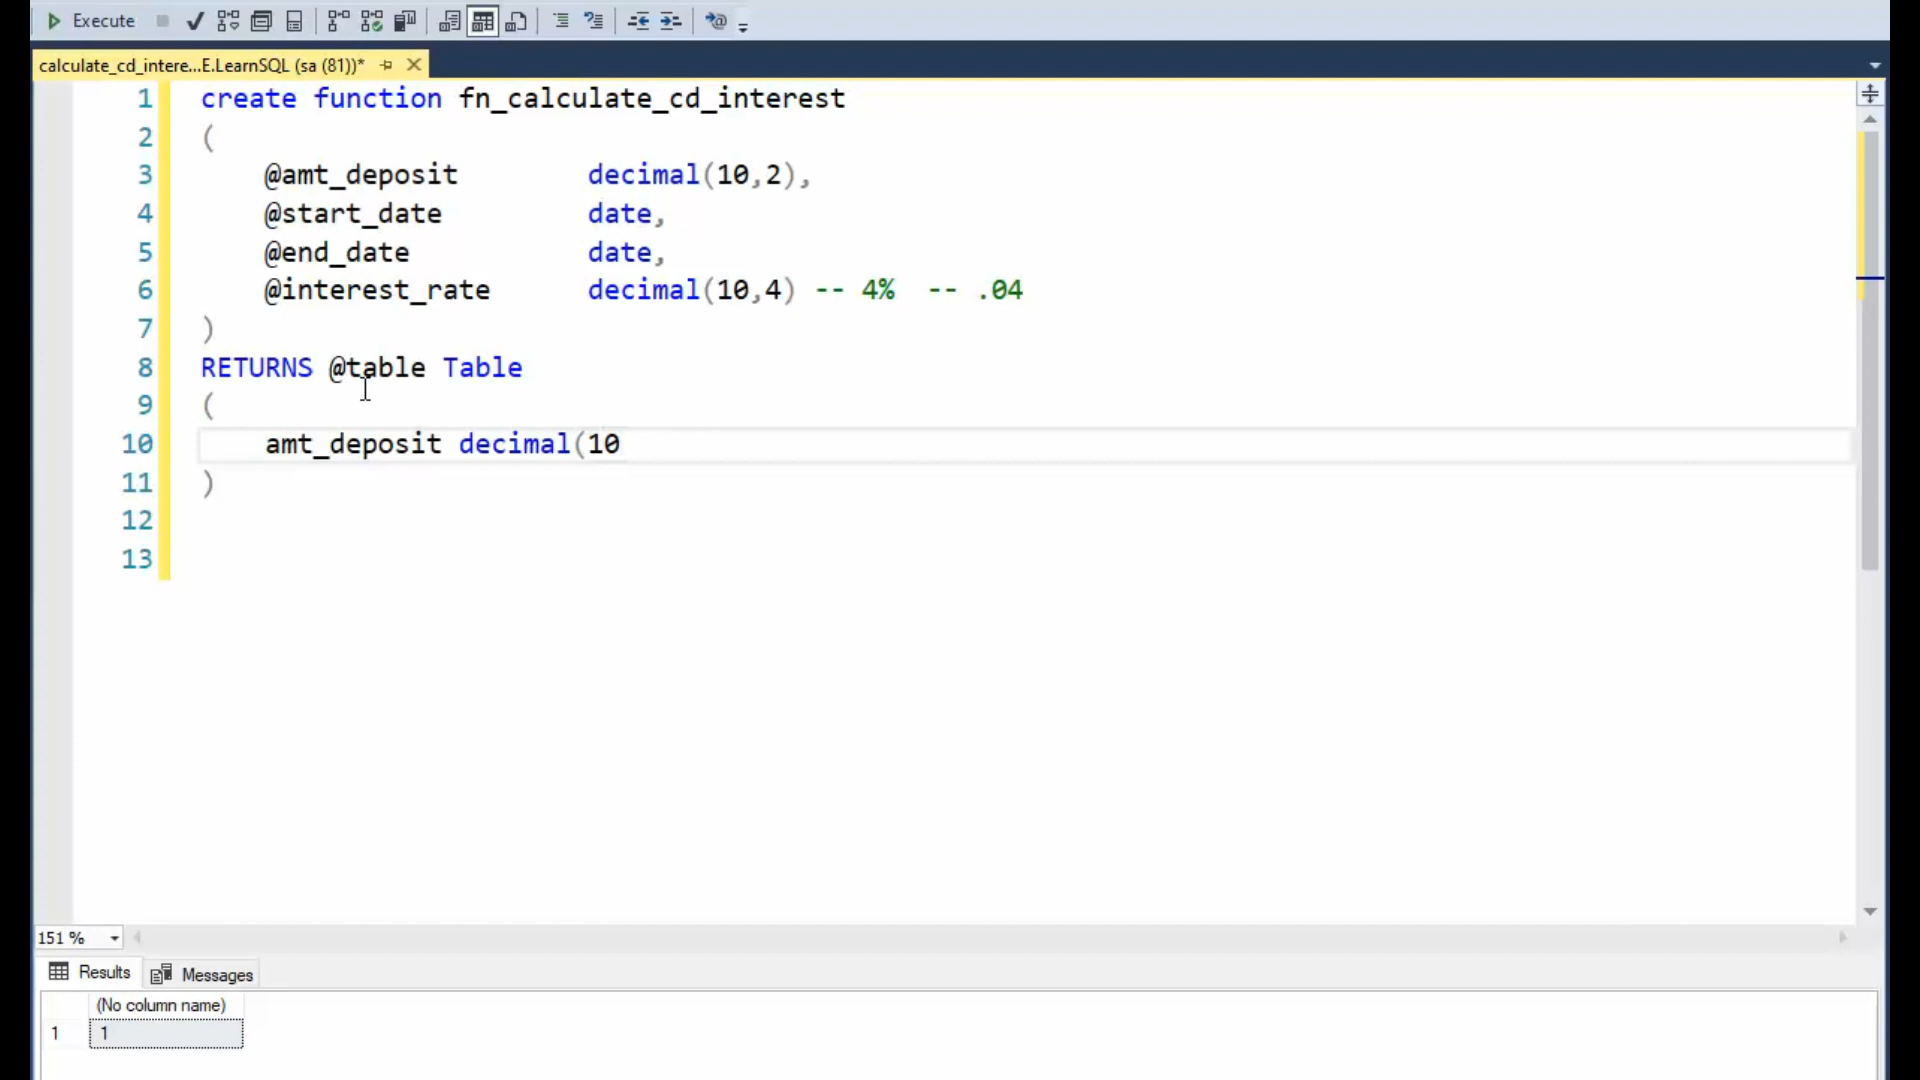 Execute
calculate_cd_intere...E.LearnSQL (sa (81))*
1 create function fn_calculate_cd_interest
2 (
3 @amt_deposit decimal(10,2),
4 @start_date date,
5 @end_date date,
6 @interest_rate decimal(10,4) -- 4% -- .04
7 )
8 RETURNS @table Table
9 (
10 amt_deposit decimal(10
11 )
12
13
151 %
Results Messages
(No column name)
1 1